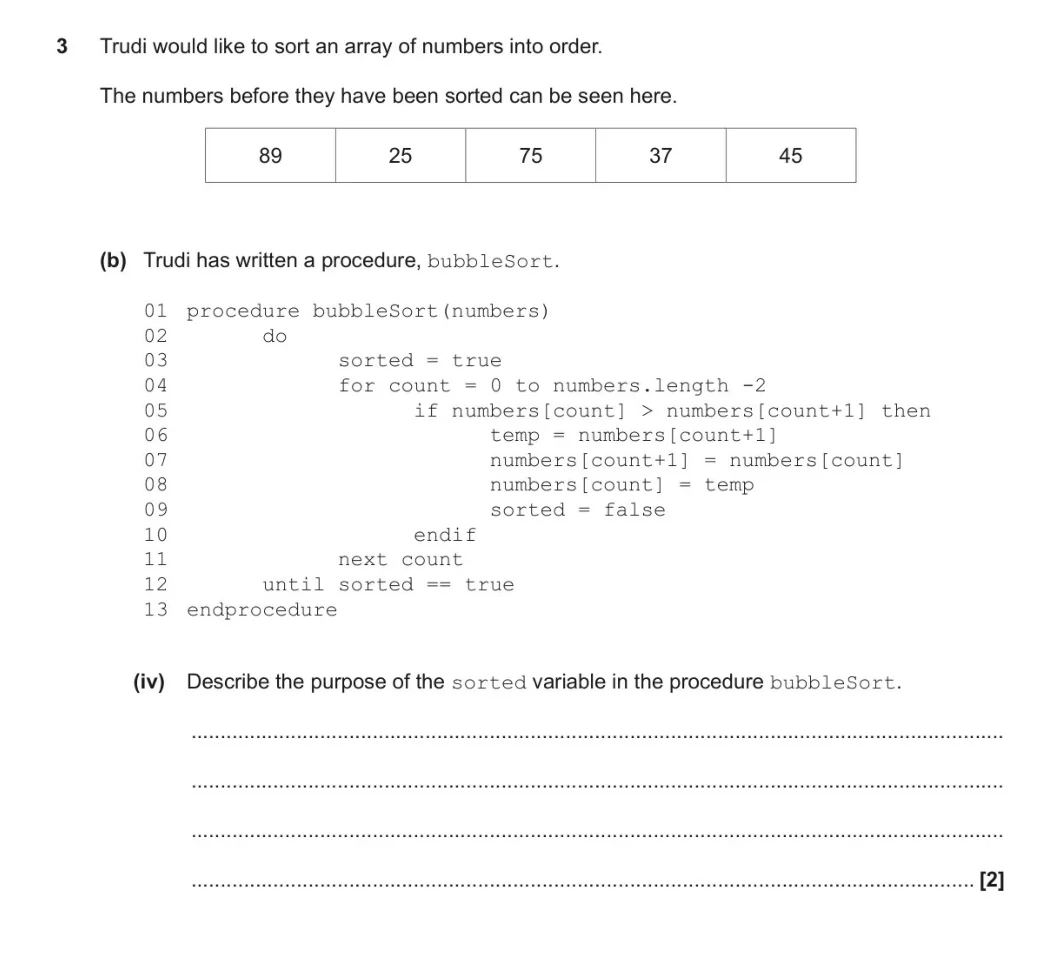 3 Trudi would like to sort an array of numbers into order.
The numbers before they have been sorted can be seen here.
89 25 75 37 45
(b) Trudi has written a procedure, bubbleSort.
01 procedure bubbleSort(numbers)
02 do
03 sorted = true
04 for count = 0 to numbers.length -2
05 if numbers[count] > numbers[count+1] then
06 temp = numbers[count+1]
07 numbers[count+1] = numbers[count]
08 numbers[count] = temp
09 sorted = false
10 endif
11 next count
12 until sorted == true
13 endprocedure
(iv) Describe the purpose of the sorted variable in the procedure bubbleSort.
[2]